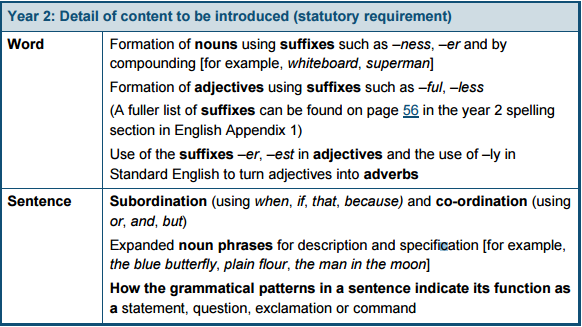 Year 2: Detail of content to be introduced (statutory requirement)
Word
Formation of nouns using suffixes such as –ness, –er and by
compounding [for example, whiteboard, superman]
Formation of adjectives using suffixes such as –ful, –less
(A fuller list of suffixes can be found on page 56 in the year 2 spelling
section in English Appendix 1)
Use of the suffixes –er, –est in adjectives and the use of –ly in
Standard English to turn adjectives into adverbs
Sentence
Subordination (using when, if, that, because) and co-ordination (using
or, and, but)
Expanded noun phrases for description and specification [for example,
the blue butterfly, plain flour, the man in the moon]
How the grammatical patterns in a sentence indicate its function as
a statement, question, exclamation or command